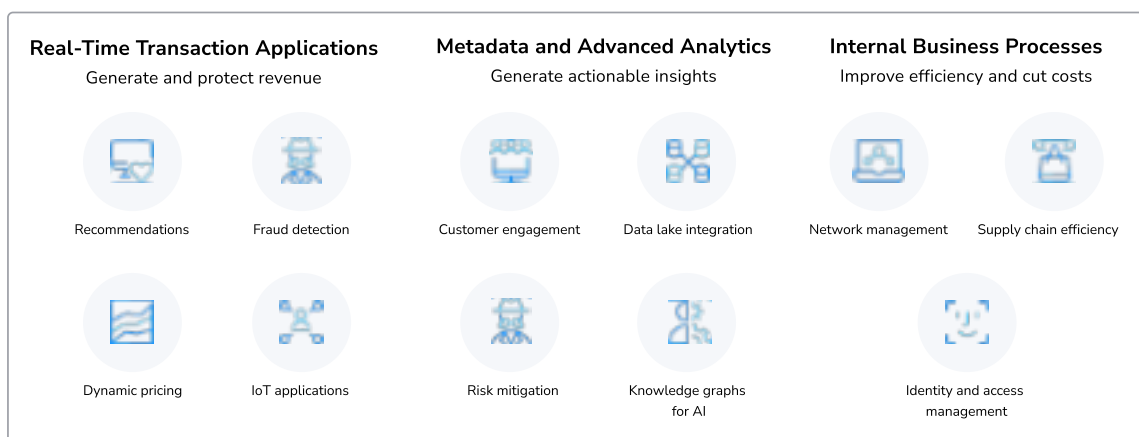 Real-Time Transaction Applications
Generate and protect revenue
Recommendations
Fraud detection
Dynamic pricing
IoT applications
Metadata and Advanced Analytics
Generate actionable insights
Customer engagement
Data lake integration
Risk mitigation
Knowledge graphs
for AI
Internal Business Processes
Improve efficiency and cut costs
Network management
Supply chain efficiency
Identity and access
management